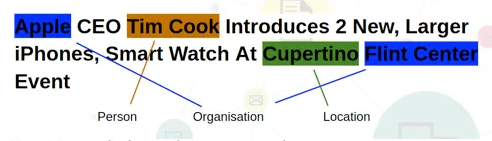 Apple CEO Tim Cook Introduces 2 New, Larger
iPhones, Smart Watch At Cupertino Flint Center
Event
Person Organisation Location